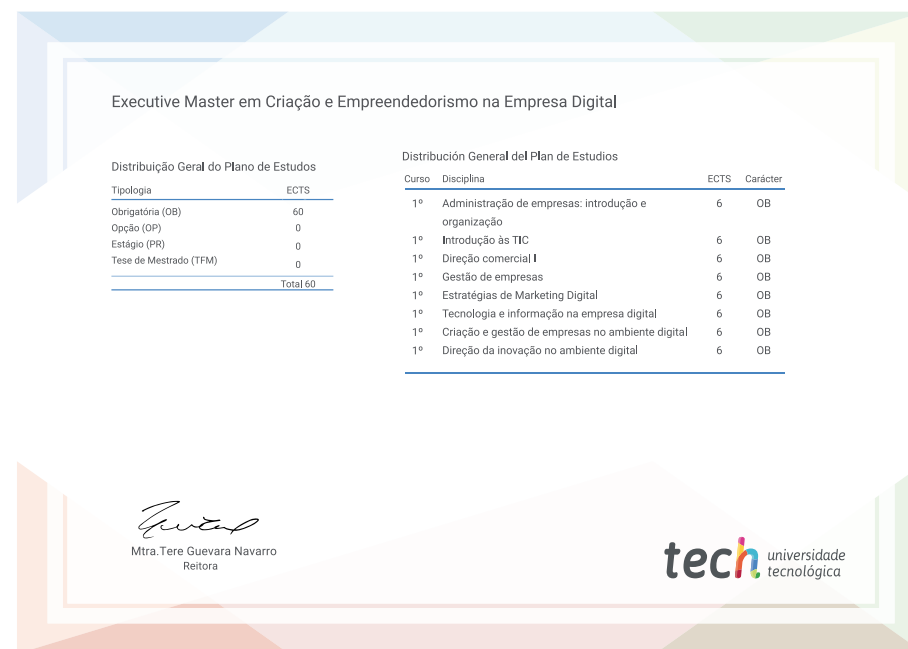 Executive Master em Criação e Empreendedorismo na Empresa Digital
Distribuição Geral do Plano de Estudos
Tipologia ECTS
Obrigatória (OB) 60
Opção (OP) 0
Estágio (PR) 0
Tese de Mestrado (TFM) 0
Total 60
Distribución General del Plan de Estudios
Curso Disciplina ECTS Carácter
1º Administração de empresas: introdução e 6 OB
organização
1º Introdução às TIC 6 OB
1º Direção comercial I 6 OB
1º Gestão de empresas 6 OB
1º Estratégias de Marketing Digital 6 OB
1º Tecnologia e informação na empresa digital 6 OB
1º Criação e gestão de empresas no ambiente digital 6 OB
1º Direção da inovação no ambiente digital 6 OB
Mtra.Tere Guevara Navarro
Reitora
tech universidade
tecnológica